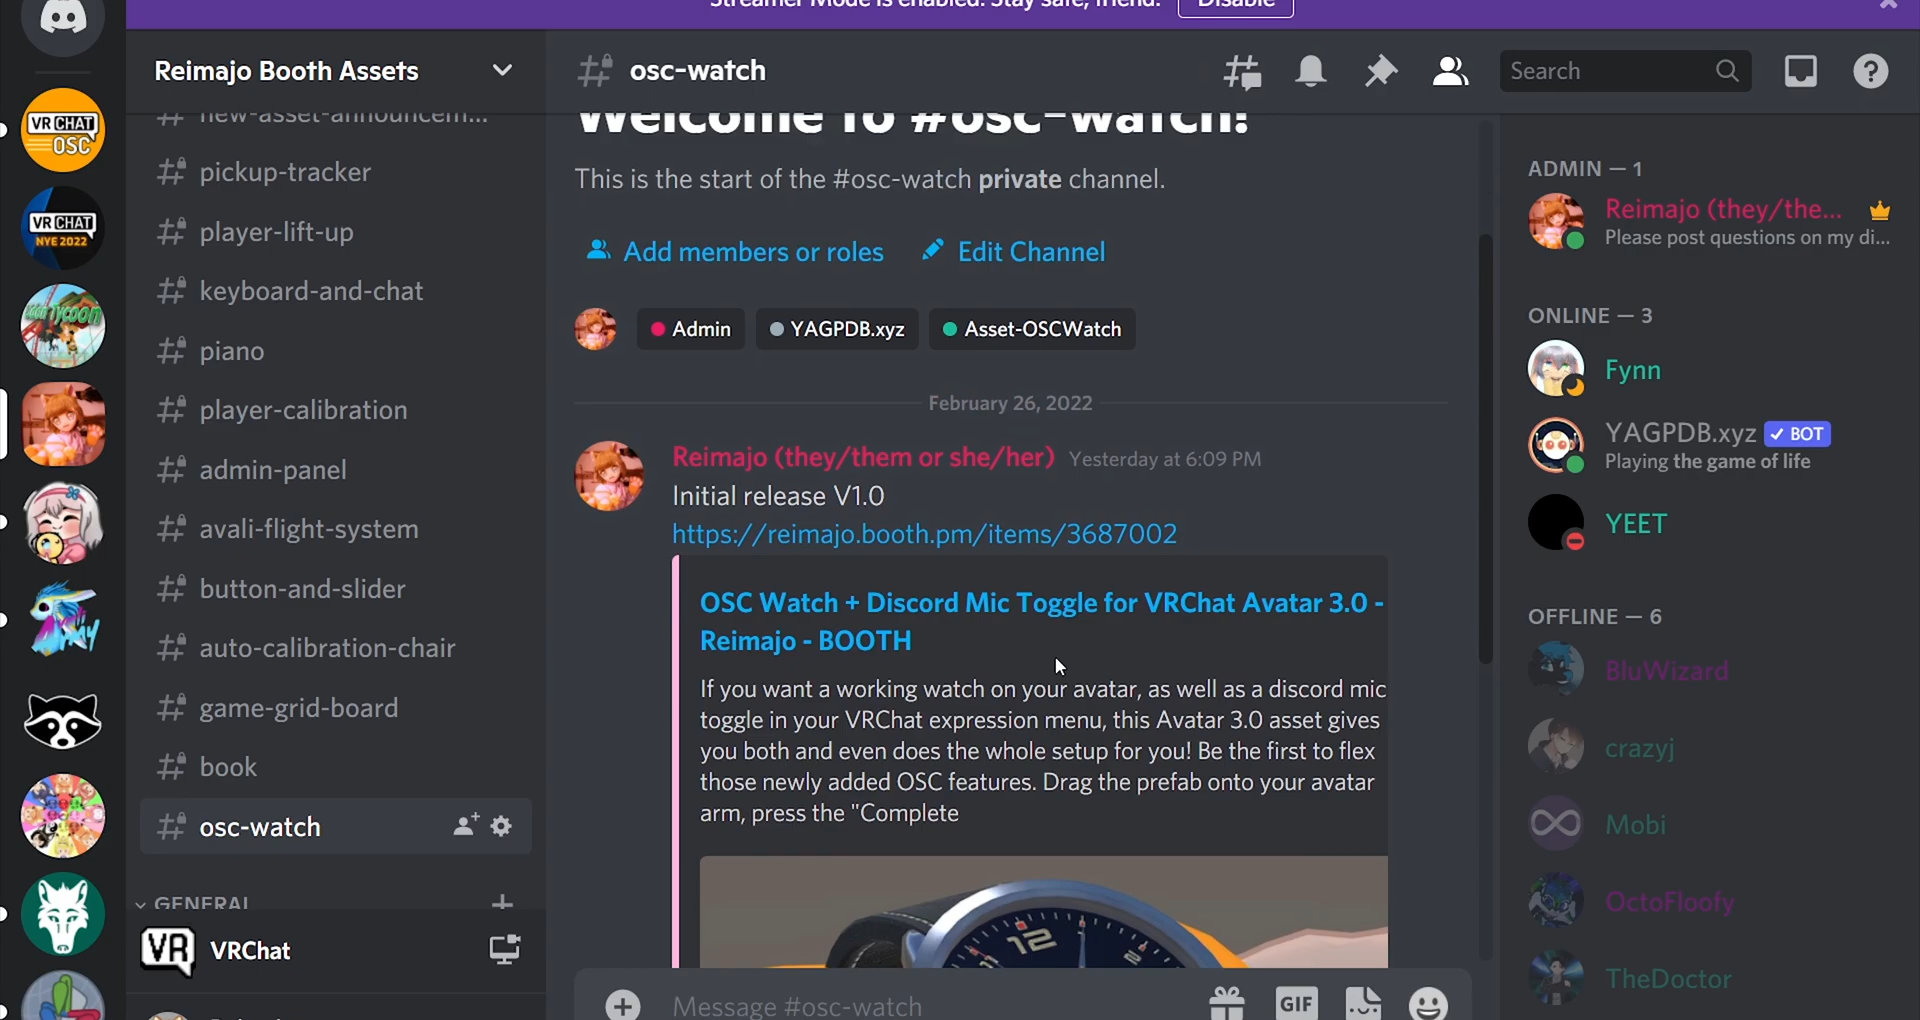 Streamer Mode is enabled. Stay safe, friend.
Disable
VRCHAT
OSC
VRCHAT
NYE 2022
Reimajo Booth Assets
new-asset-announcem...
pickup-tracker
player-lift-up
keyboard-and-chat
piano
player-calibration
admin-panel
avali-flight-system
button-and-slider
auto-calibration-chair
game-grid-board
book
osc-watch
GENERAL
VR VRChat
osc-watch
Search
Welcome to #osc-watch!
This is the start of the #osc-watch private channel.
Add members or roles
Edit Channel
Admin
YAGPDB.xyz
Asset-OSCWatch
February 26, 2022
Reimajo (they/them or she/her) Yesterday at 6:09 PM
Initial release V1.0
https://reimajo.booth.pm/items/3687002
OSC Watch + Discord Mic Toggle for VRChat Avatar 3.0 -
Reimajo - BOOTH
If you want a working watch on your avatar, as well as a discord mic
toggle in your VRChat expression menu, this Avatar 3.0 asset gives
you both and even does the whole setup for you! Be the first to flex
those newly added OSC features. Drag the prefab onto your avatar
arm, press the "Complete
12
Message #osc-watch
GIF
ADMIN — 1
Reimajo (they/the...
Please post questions on my di...
ONLINE — 3
Fynn
YAGPDB.xyz ✓ BOT
Playing the game of life
YEET
OFFLINE — 6
BluWizard
crazyj
Mobi
OctoFloofy
TheDoctor